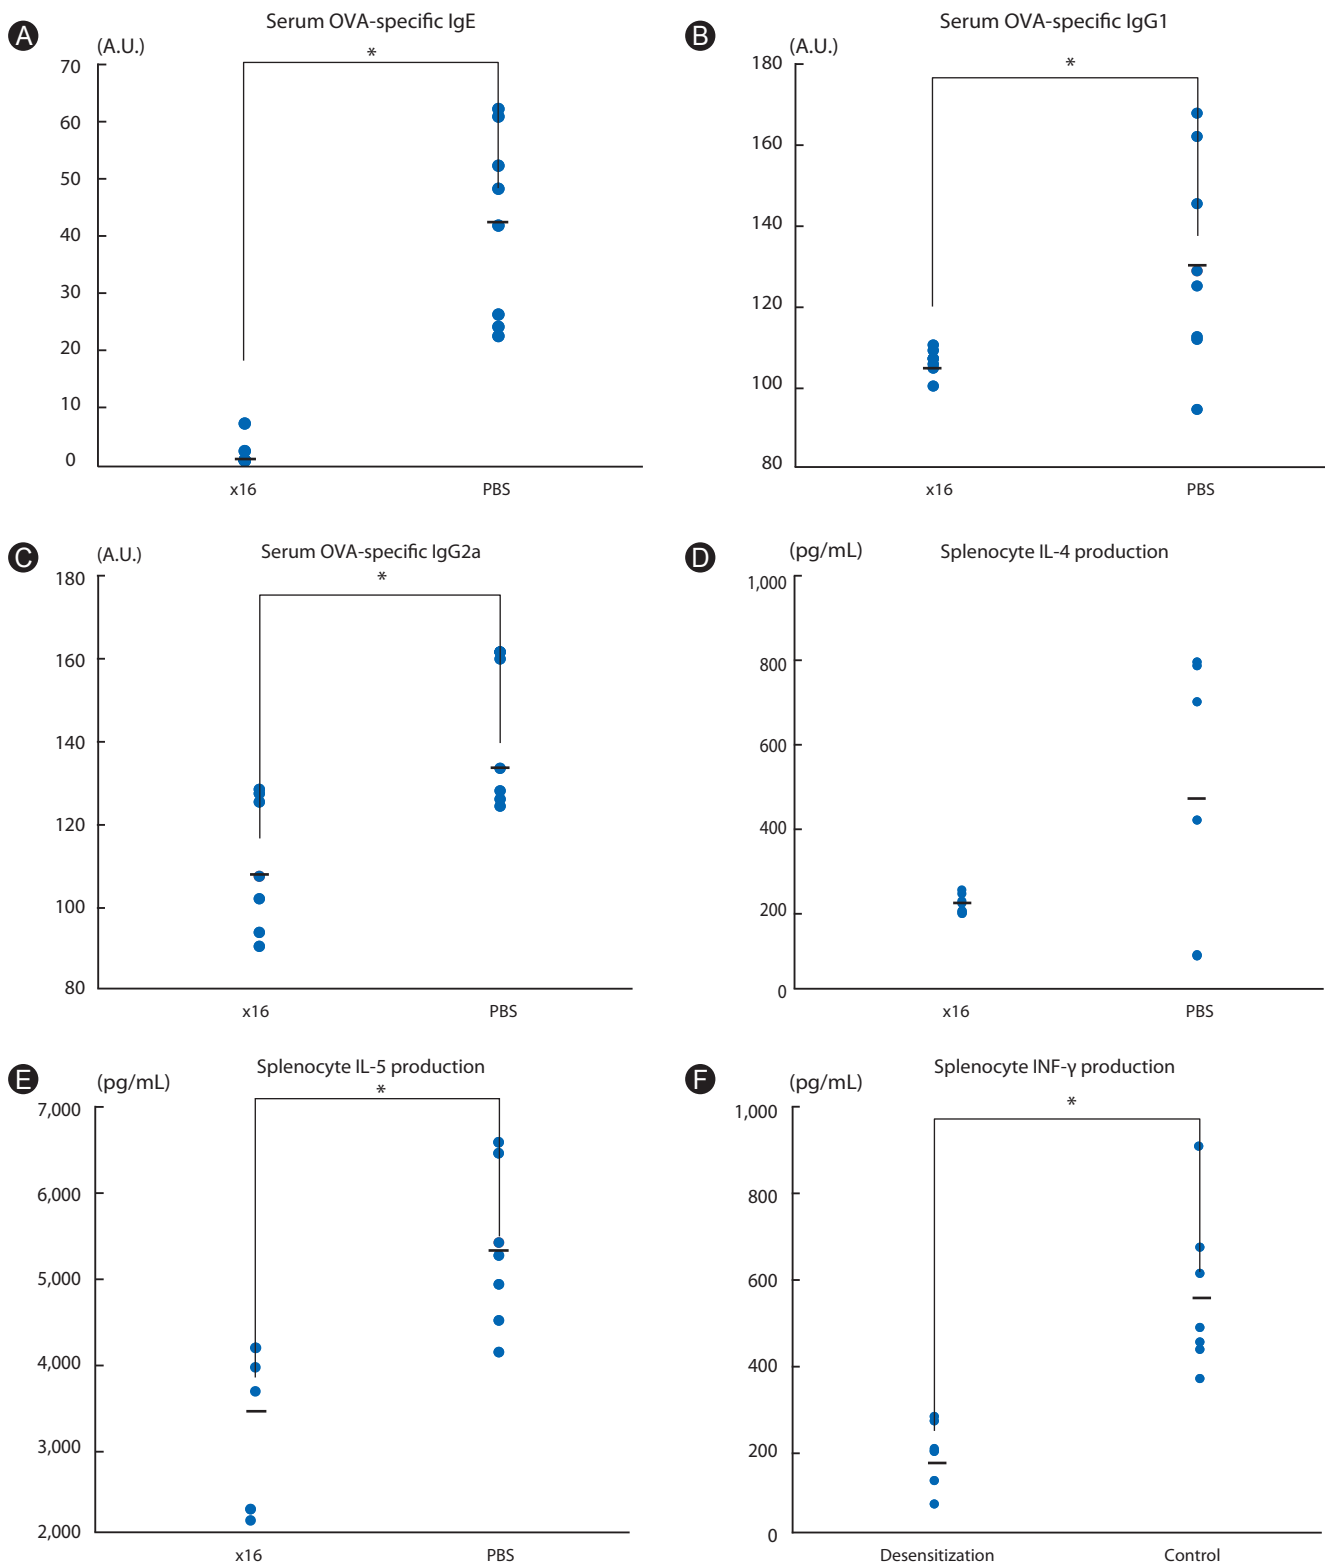 A
Serum OVA-specific IgE
(A.U.)
*
70
60
50
40
30
20
10
0
x16
PBS
B
Serum OVA-specific IgG1
(A.U.)
*
180
160
140
120
100
80
x16
PBS
C
Serum OVA-specific IgG2a
(A.U.)
*
180
160
140
120
100
80
x16
PBS
D
Splenocyte IL-4 production
(pg/mL)
1,000
800
600
400
200
0
x16
PBS
E
Splenocyte IL-5 production
(pg/mL)
*
7,000
6,000
5,000
4,000
3,000
2,000
x16
PBS
F
Splenocyte INF-γ production
(pg/mL)
*
1,000
800
600
400
200
0
Desensitization
Control